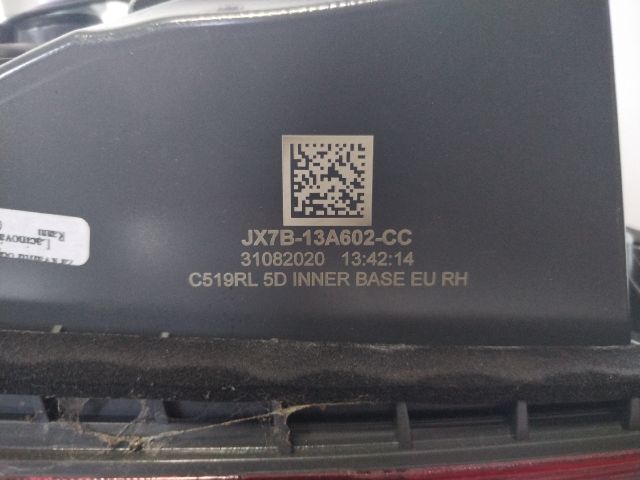 JX7B-13A602-CC
31082020 13:42:14
C519RL 5D INNER BASE EU RH